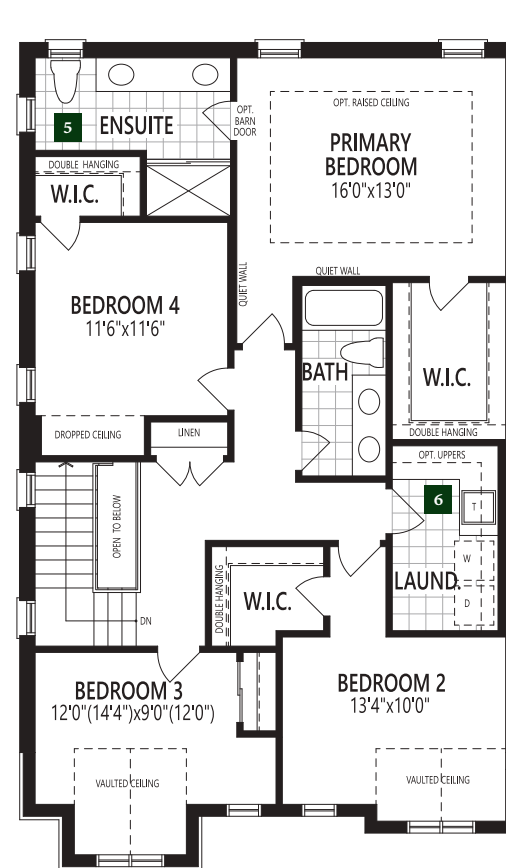 5
ENSUITE
OPT.
BARN
DOOR
OPT. RAISED CEILING
PRIMARY
BEDROOM
16'0"x13'0"
DOUBLE HANGING
W.I.C.
QUIET WALL
QUIET WALL
BEDROOM 4
11'6"x11'6"
BATH
W.I.C.
DROPPED CEILING
LINEN
DOUBLE HANGING
OPT. UPPERS
6
T
OPEN TO BELOW
W
LAUND.
D
DOUBLE HANGING
W.I.C.
DN
BEDROOM 3
12'0"(14'4")x9'0"(12'0")
BEDROOM 2
13'4"x10'0"
VAULTED CEILING
VAULTED CEILING